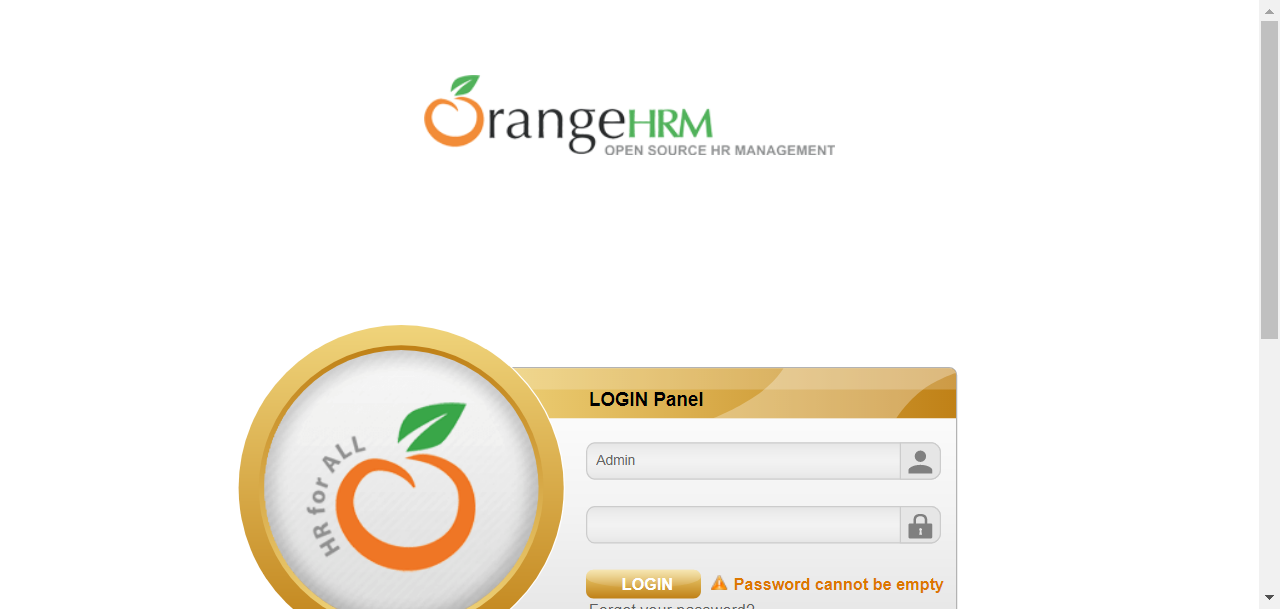 OrangeHRM
OPEN SOURCE HR MANAGEMENT
HR for ALL
LOGIN Panel
Admin
LOGIN
Password cannot be empty
Forgot your password?